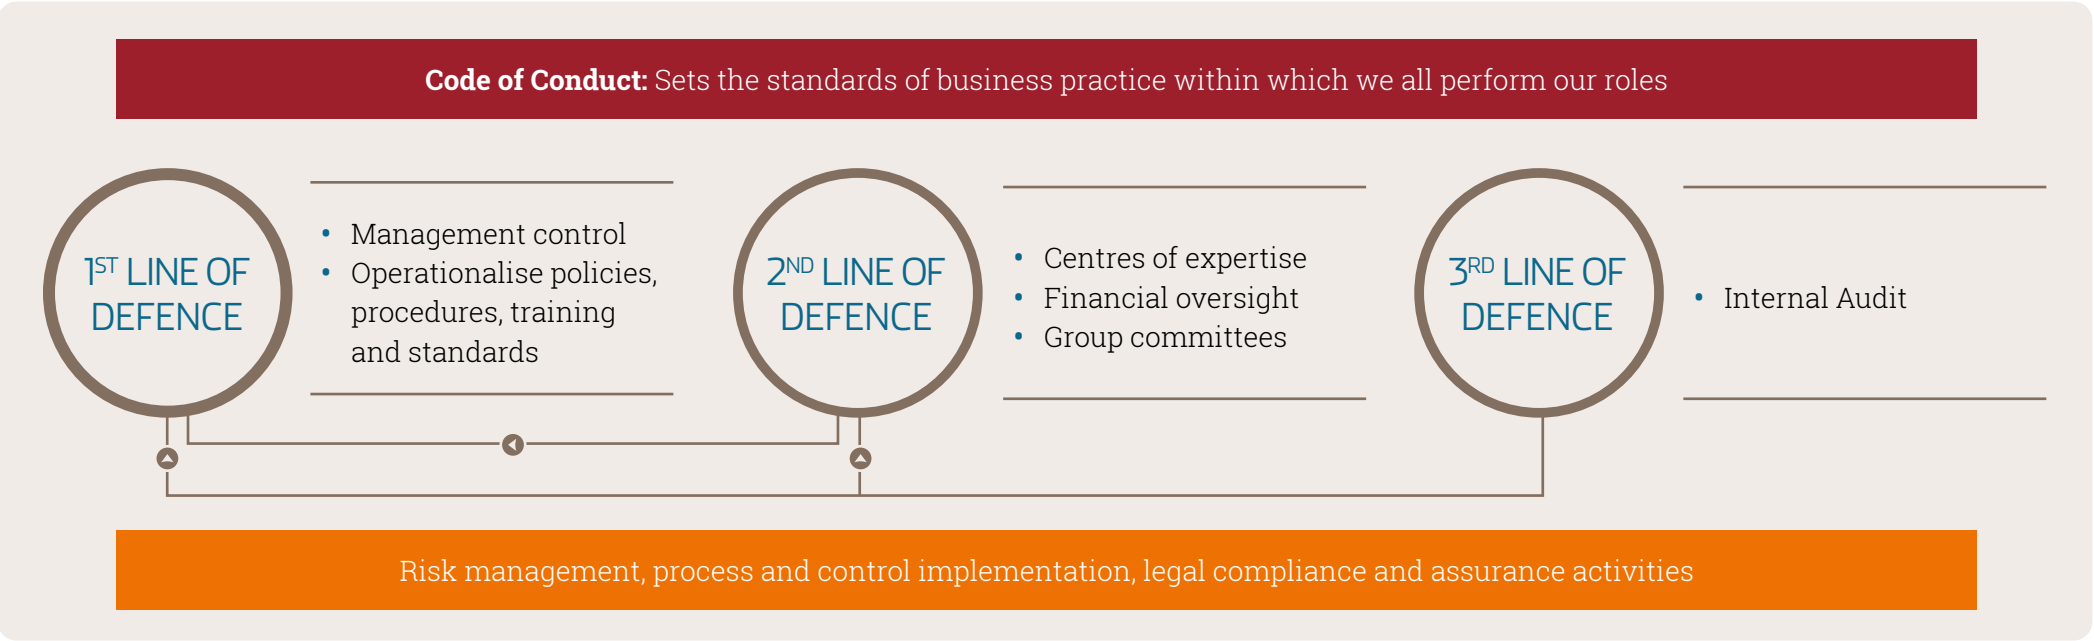 Code of Conduct: Sets the standards of business practice within which we all perform our roles
1ST LINE OF
DEFENCE
• Management control
• Operationalise policies,
procedures, training
and standards
2ND LINE OF
DEFENCE
• Centres of expertise
• Financial oversight
• Group committees
3RD LINE OF
DEFENCE
• Internal Audit
Risk management, process and control implementation, legal compliance and assurance activities